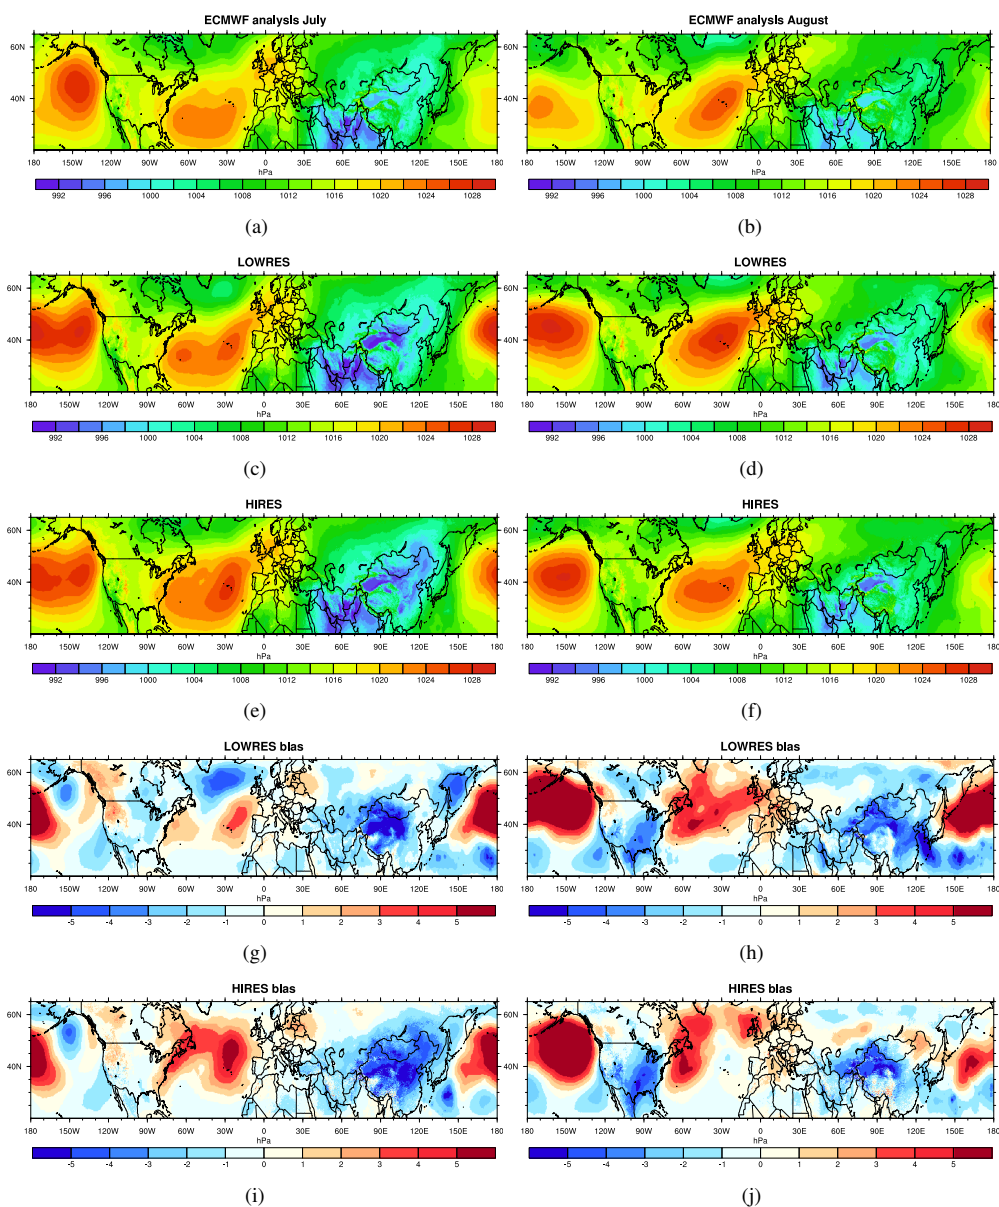 ECMWF analysis July
60N
40N
180 150W 120W 90W 60W 30W 0 30E 60E 90E 120E 150E 180
hPa
992 996 1000 1004 1008 1012 1016 1020 1024 1028
(a)
ECMWF analysis August
60N
40N
180 150W 120W 90W 60W 30W 0 30E 60E 90E 120E 150E 180
hPa
992 996 1000 1004 1008 1012 1016 1020 1024 1028
(b)
LOWRES
60N
40N
180 150W 120W 90W 60W 30W 0 30E 60E 90E 120E 150E 180
hPa
992 996 1000 1004 1008 1012 1016 1020 1024 1028
(c)
LOWRES
60N
40N
180 150W 120W 90W 60W 30W 0 30E 60E 90E 120E 150E 180
hPa
992 996 1000 1004 1008 1012 1016 1020 1024 1028
(d)
HIRES
60N
40N
180 150W 120W 90W 60W 30W 0 30E 60E 90E 120E 150E 180
hPa
992 996 1000 1004 1008 1012 1016 1020 1024 1028
(e)
HIRES
60N
40N
180 150W 120W 90W 60W 30W 0 30E 60E 90E 120E 150E 180
hPa
992 996 1000 1004 1008 1012 1016 1020 1024 1028
(f)
LOWRES bias
60N
40N
180 150W 120W 90W 60W 30W 0 30E 60E 90E 120E 150E 180
hPa
-5 -4 -3 -2 -1 0 1 2 3 4 5
(g)
LOWRES bias
60N
40N
180 150W 120W 90W 60W 30W 0 30E 60E 90E 120E 150E 180
hPa
-5 -4 -3 -2 -1 0 1 2 3 4 5
(h)
HIRES bias
60N
40N
180 150W 120W 90W 60W 30W 0 30E 60E 90E 120E 150E 180
hPa
-5 -4 -3 -2 -1 0 1 2 3 4 5
(i)
HIRES bias
60N
40N
180 150W 120W 90W 60W 30W 0 30E 60E 90E 120E 150E 180
hPa
-5 -4 -3 -2 -1 0 1 2 3 4 5
(j)